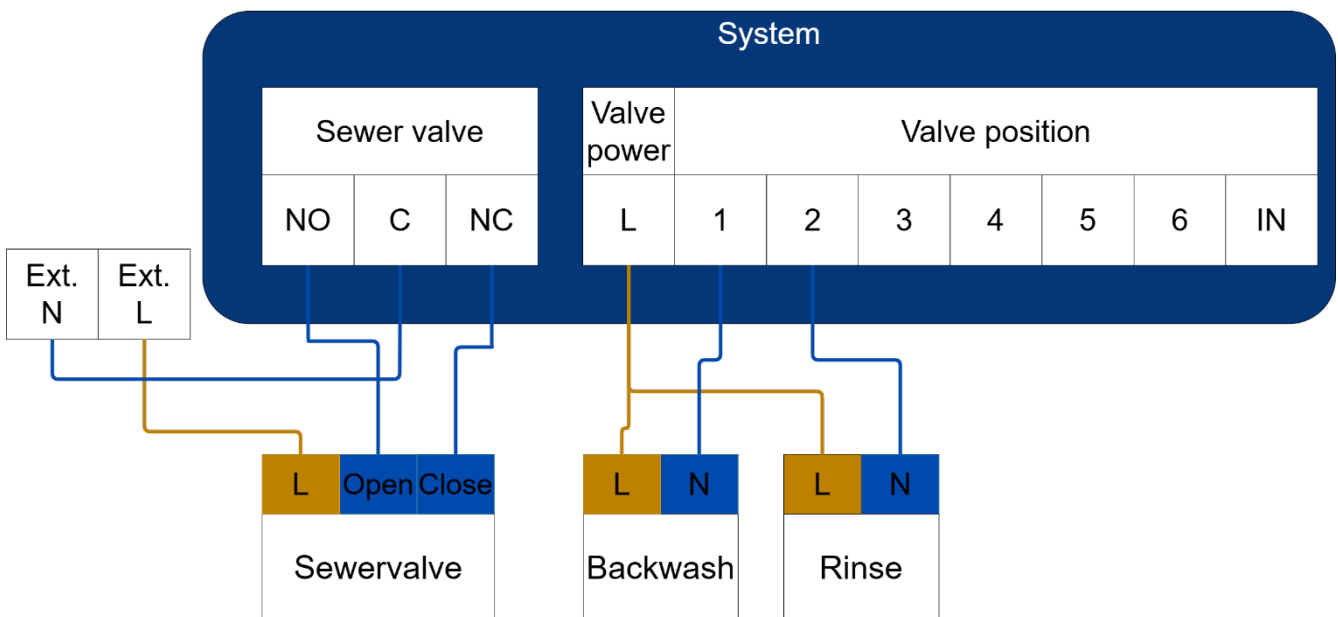 System
Sewer valve
Valve
power
Valve position
NO C NC
L 1 2 3 4 5 6 IN
Ext.
N
Ext.
L
L Open Close
Sewervalve
L N
Backwash
L N
Rinse